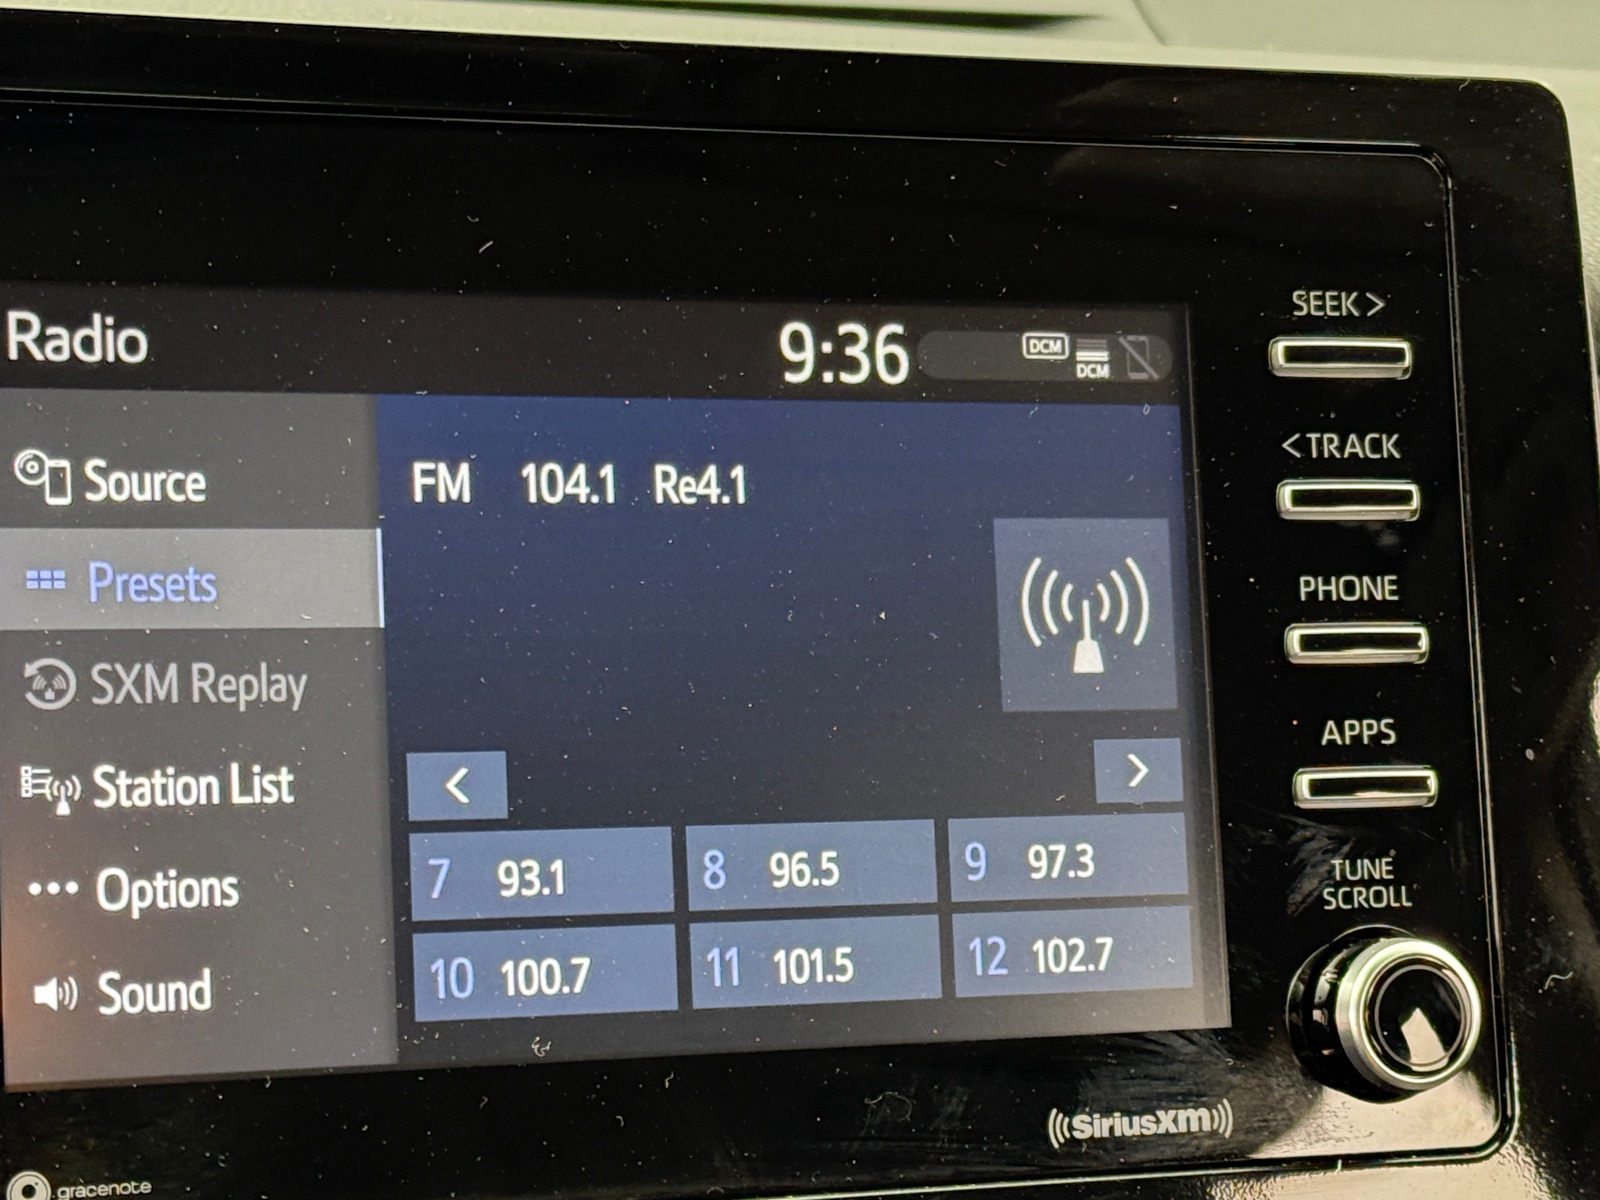 Radio
9:36
DCM
DCM
SEEK >
Source
FM 104.1 Re4.1
< TRACK
Presets
PHONE
SXM Replay
APPS
Station List
< >
7 93.1
8 96.5
9 97.3
TUNE
SCROLL
Options
10 100.7
11 101.5
12 102.7
Sound
((SiriusXM))
gracenote